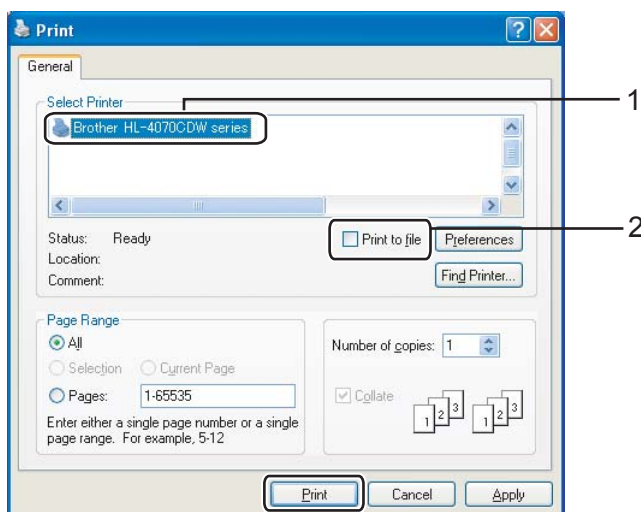 Print
General
Select Printer
1
Brother HL-4070CDW series
Status: Ready
Print to file
Preferences
2
Location:
Comment:
Find Printer...
Page Range
All
Selection
Current Page
Pages:
1-65535
Enter either a single page number or a single
page range. For example, 5-12
Number of copies: 1
Collate
1 2 3 1 2 3
Print
Cancel
Apply